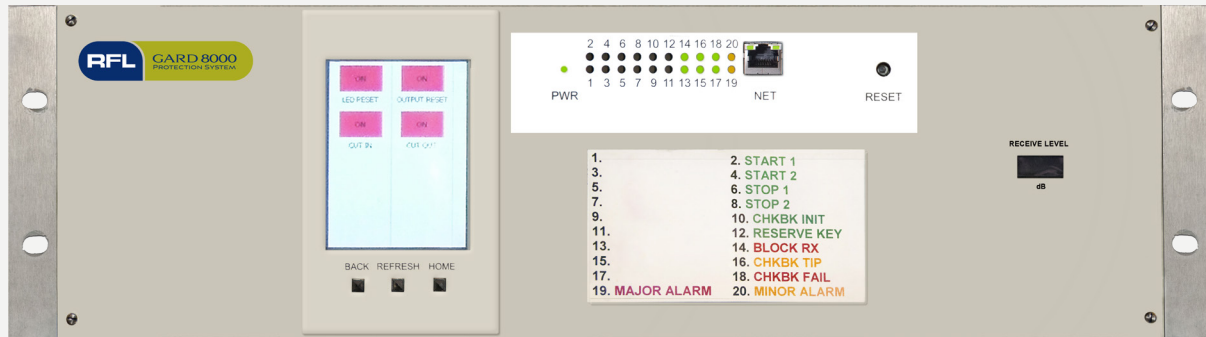 RFL GARD 8000
PROTECTION SYSTEM
ON ON
LED RESET OUTPUT RESET
ON ON
CUT IN CUT OUT
BACK REFRESH HOME
2 4 6 8 10 12 14 16 18 20
1 3 5 7 9 11 13 15 17 19
PWR NET RESET
1. 2. START 1
3. 4. START 2
5. 6. STOP 1
7. 8. STOP 2
9. 10. CHKBK INIT
11. 12. RESERVE KEY
13. 14. BLOCK RX
15. 16. CHKBK TIP
17. 18. CHKBK FAIL
19. MAJOR ALARM 20. MINOR ALARM
RECEIVE LEVEL
dB